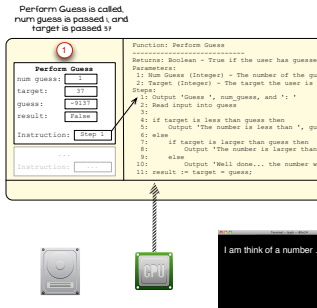 Perform Guess is called,
num guess is passed 1, and
target is passed 37
1
Perform Guess
num guess: 1
target: 37
guess: -9137
result: False
Instruction: Step 1
...
Instruction: ...
Function: Perform Guess
----------------------------
Returns: Boolean - True if the user has guesse
Parameters:
1: Num Guess (Integer) - The number of the gu
2: Target (Integer) - The target the user is
Steps:
1: Output 'Guess ', num_guess, and ': '
2: Read input into guess
3:
4: if target is less than guess then
5: Output 'The number is less than ', gu
6: else
7: if target is larger than guess then
8: Output 'The number is larger than
9: else
10: Output 'Well done... the number w
11: result := target = guess;
CPU
I am think of a number